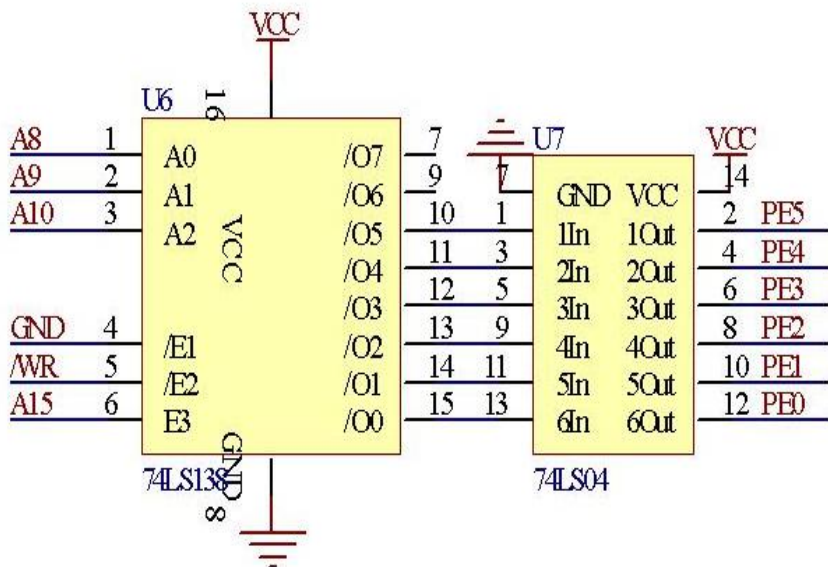 VCC
U6 16 U7 VCC
A8 1 A0 /O7 7 7 GND VCC 14
A9 2 A1 /O6 9
A10 3 A2 VCC /O5 10 1 1In 1Out 2 PE5
/O4 11 3 2In 2Out 4 PE4
/O3 12 5 3In 3Out 6 PE3
GND 4 /E1 /O2 13 9 4In 4Out 8 PE2
/WR 5 /E2 /O1 14 11 5In 5Out 10 PE1
A15 6 E3 GND /O0 15 13 6In 6Out 12 PE0
74LS138 8 74LS04